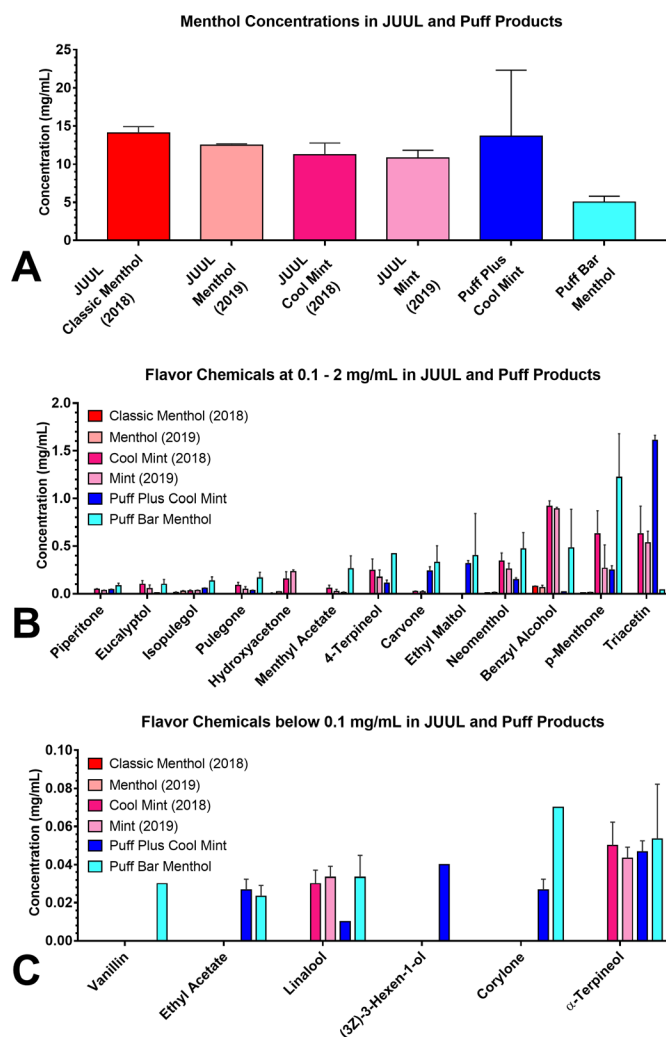 A
Menthol Concentrations in JUUL and Puff Products
Concentration (mg/mL)
25
20
15
10
5
0
JUUL
Classic Menthol
(2018)
JUUL
Menthol
(2019)
JUUL
Cool Mint
(2018)
JUUL
Mint
(2019)
Puff Plus
Cool Mint
Puff Bar
Menthol
B
Flavor Chemicals at 0.1 - 2 mg/mL in JUUL and Puff Products
Concentration (mg/mL)
2.0
1.5
1.0
0.5
0.0
Classic Menthol (2018)
Menthol (2019)
Cool Mint (2018)
Mint (2019)
Puff Plus Cool Mint
Puff Bar Menthol
Piperitone
Eucalyptol
Isopulegol
Pulegone
Hydroxyacetone
Menthyl Acetate
4-Terpineol
Carvone
Ethyl Maltol
Neomenthol
Benzyl Alcohol
p-Menthone
Triacetin
C
Flavor Chemicals below 0.1 mg/mL in JUUL and Puff Products
Concentration (mg/mL)
0.10
0.08
0.06
0.04
0.02
0.00
Classic Menthol (2018)
Menthol (2019)
Cool Mint (2018)
Mint (2019)
Puff Plus Cool Mint
Puff Bar Menthol
Vanillin
Ethyl Acetate
Linalool
(3Z)-3-Hexen-1-ol
Corylone
α-Terpineol